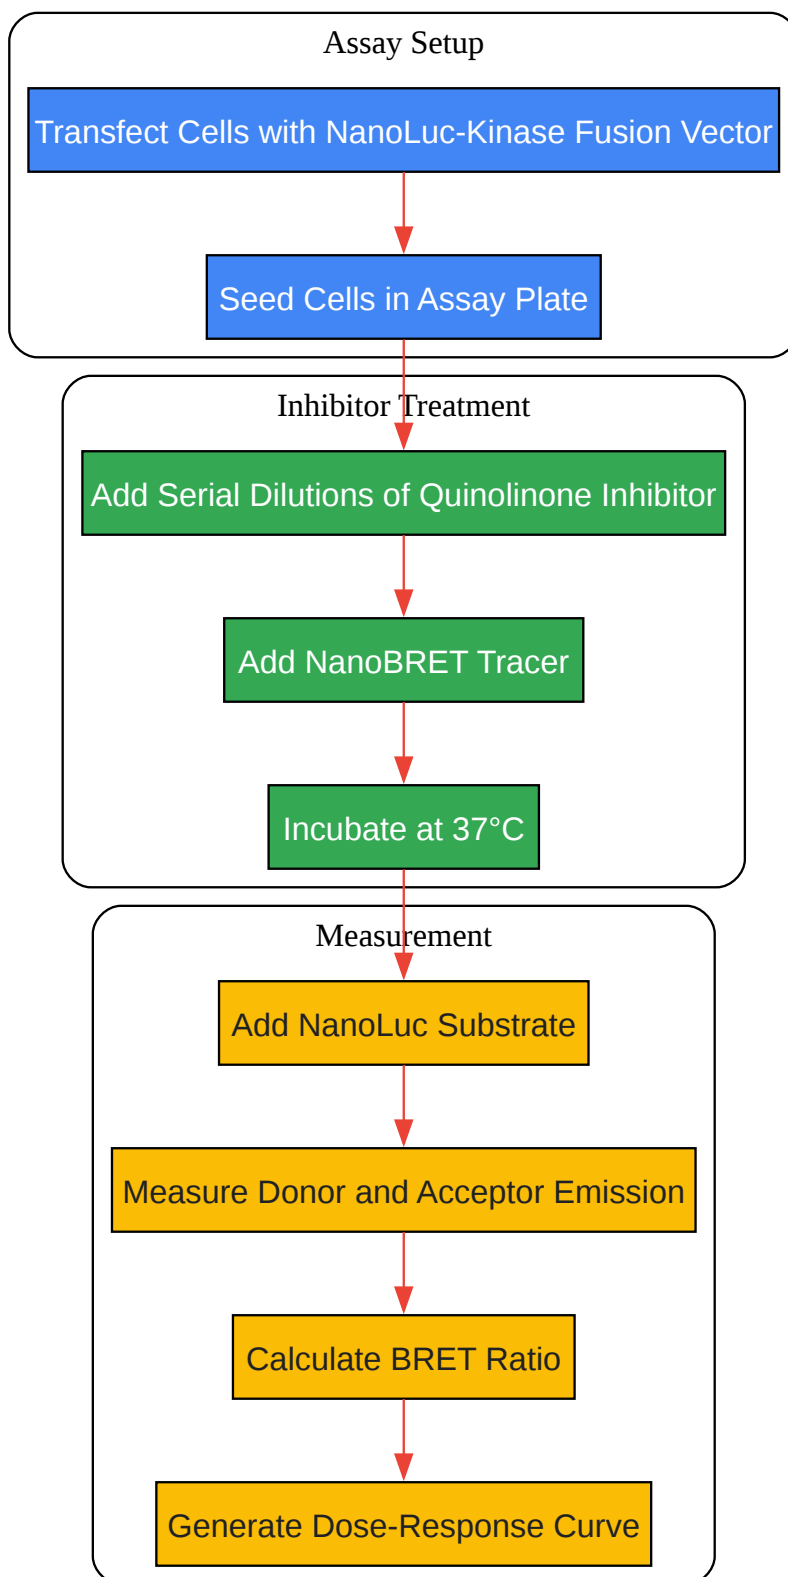 Assay Setup
Transfect Cells with NanoLuc-Kinase Fusion Vector
Seed Cells in Assay Plate
Inhibitor Treatment
Add Serial Dilutions of Quinolinone Inhibitor
Add NanoBRET Tracer
Incubate at 37°C
Measurement
Add NanoLuc Substrate
Measure Donor and Acceptor Emission
Calculate BRET Ratio
Generate Dose-Response Curve